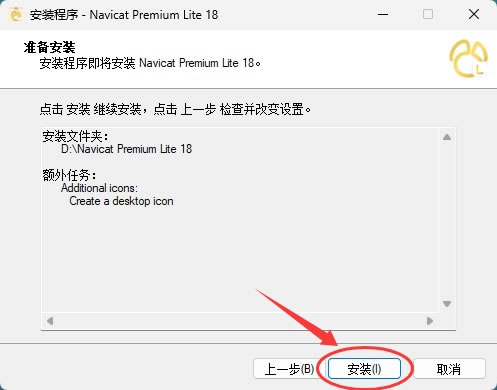 安装程序 - Navicat Premium Lite 18
准备安装
安装程序即将安装 Navicat Premium Lite 18。
L
点击 安装 继续安装，点击 上一步 检查并改变设置。
安装文件夹：
D:\Navicat Premium Lite 18
额外任务：
Additional icons:
Create a desktop icon
上一步(B)
安装(I)
取消